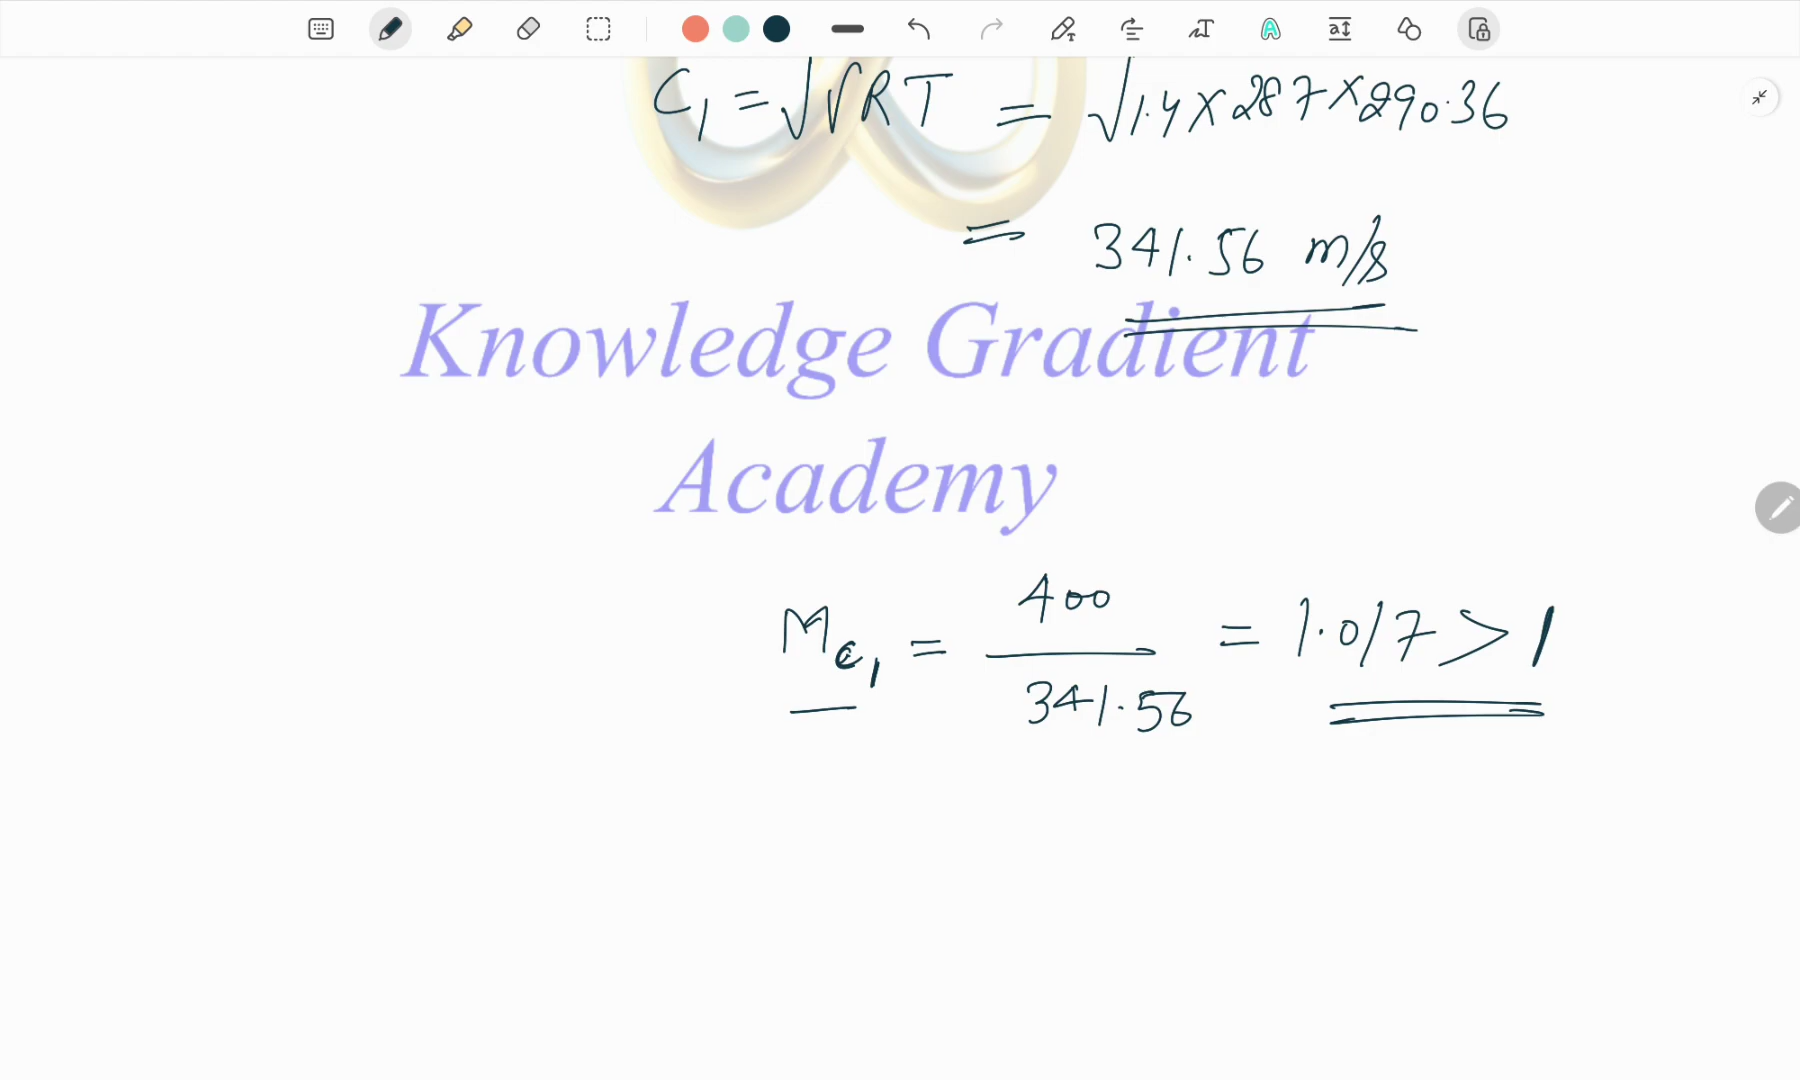 C₁ = √γRT = √1.4×287×290.36
= 341.56 m/s
Knowledge Gradient
Academy
Mc₁ = 400/341.56 = 1.017 > 1